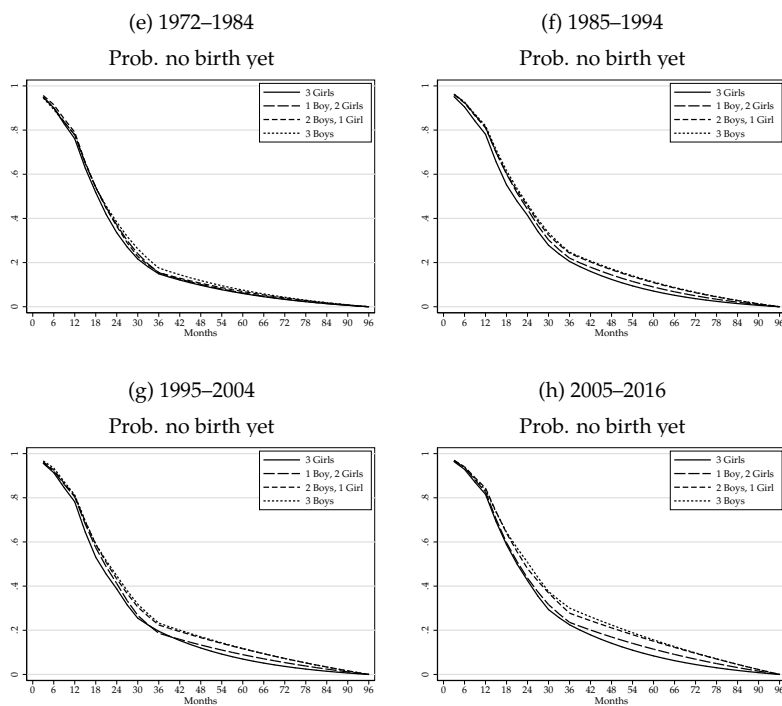 (e) 1972–1984
Prob. no birth yet
3 Girls
1 Boy, 2 Girls
2 Boys, 1 Girl
3 Boys
1
.8
.6
.4
.2
0
0 6 12 18 24 30 36 42 48 54 60 66 72 78 84 90 96
Months
(f) 1985–1994
Prob. no birth yet
3 Girls
1 Boy, 2 Girls
2 Boys, 1 Girl
3 Boys
1
.8
.6
.4
.2
0
0 6 12 18 24 30 36 42 48 54 60 66 72 78 84 90 96
Months
(g) 1995–2004
Prob. no birth yet
3 Girls
1 Boy, 2 Girls
2 Boys, 1 Girl
3 Boys
1
.8
.6
.4
.2
0
0 6 12 18 24 30 36 42 48 54 60 66 72 78 84 90 96
Months
(h) 2005–2016
Prob. no birth yet
3 Girls
1 Boy, 2 Girls
2 Boys, 1 Girl
3 Boys
1
.8
.6
.4
.2
0
0 6 12 18 24 30 36 42 48 54 60 66 72 78 84 90 96
Months